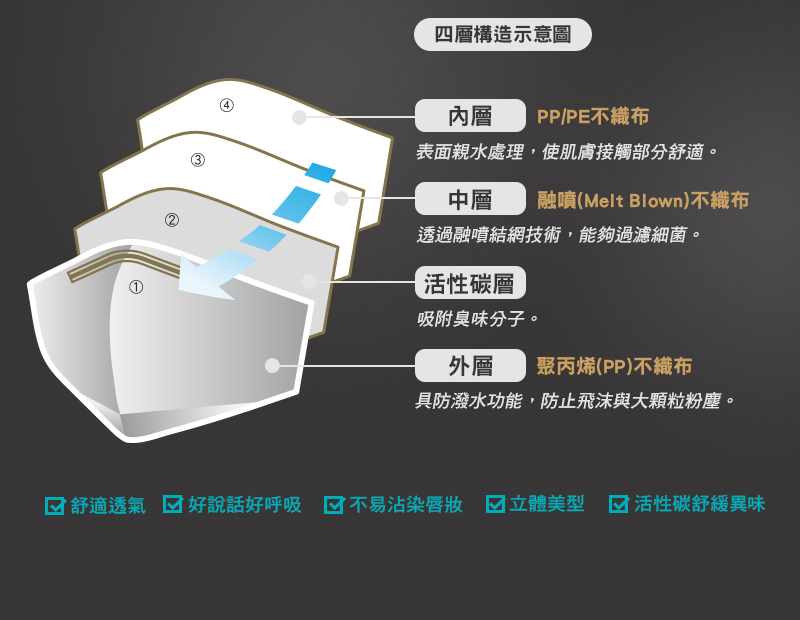 四層構造示意圖
④
內層 PP/PE不織布
表面親水處理，使肌膚接觸部分舒適。
③
中層 融噴(Melt Blown)不織布
透過融噴結網技術，能夠過濾細菌。
②
活性碳層
吸附臭味分子。
①
外層 聚丙烯(PP)不織布
具防潑水功能，防止飛沫與大顆粒粉塵。
舒適透氣 好說話好呼吸 不易沾染唇妝 立體美型 活性碳舒緩異味